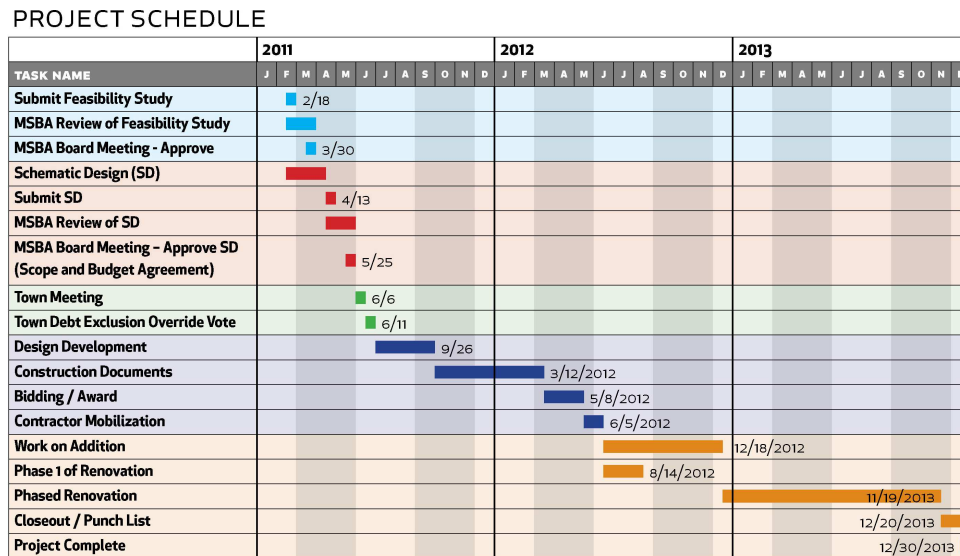 PROJECT SCHEDULE
2011 2012 2013
TASK NAME J F M A M J J A S O N D J F M A M J J A S O N D J F M A M J J A S O N
Submit Feasibility Study 2/18
MSBA Review of Feasibility Study
MSBA Board Meeting - Approve 3/30
Schematic Design (SD)
Submit SD 4/13
MSBA Review of SD
MSBA Board Meeting – Approve SD
(Scope and Budget Agreement) 5/25
Town Meeting 6/6
Town Debt Exclusion Override Vote 6/11
Design Development 9/26
Construction Documents 3/12/2012
Bidding / Award 5/8/2012
Contractor Mobilization 6/5/2012
Work on Addition 12/18/2012
Phase 1 of Renovation 8/14/2012
Phased Renovation 11/19/2013
Closeout / Punch List 12/20/2013
Project Complete 12/30/2013